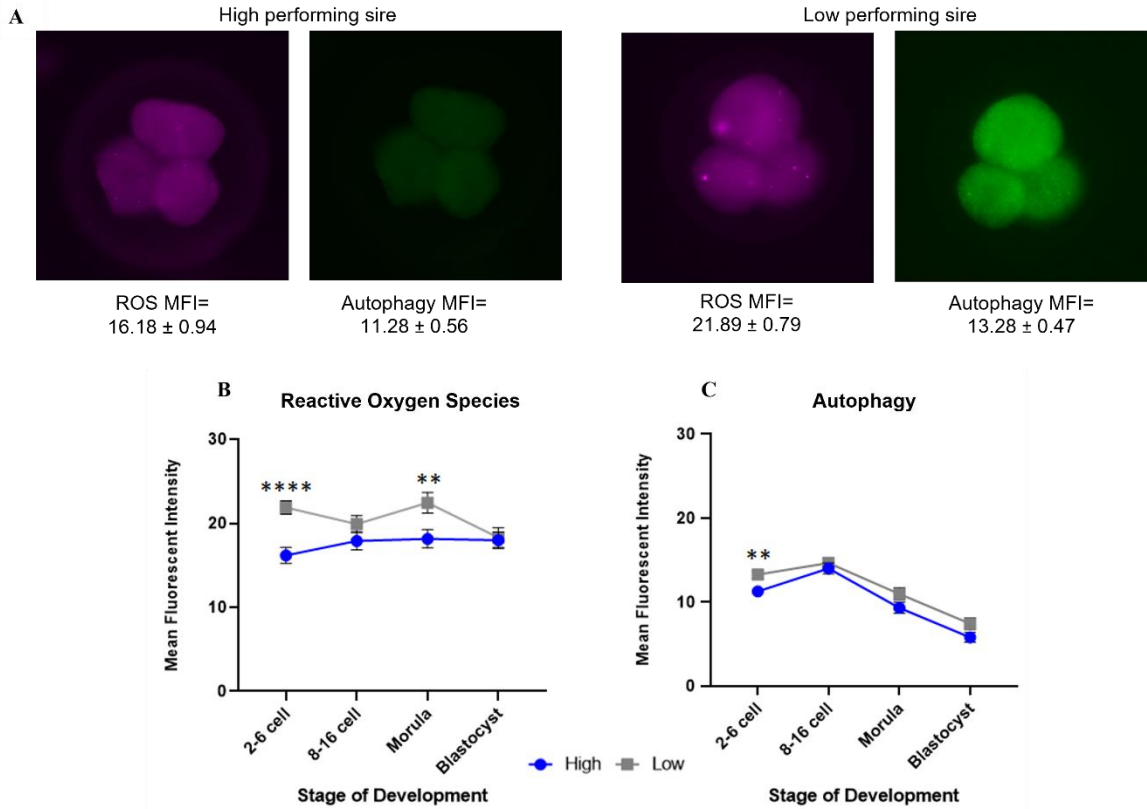 A
High performing sire
Low performing sire
ROS MFI=
16.18 ± 0.94
Autophagy MFI=
11.28 ± 0.56
ROS MFI=
21.89 ± 0.79
Autophagy MFI=
13.28 ± 0.47
B
Reactive Oxygen Species
Mean Fluorescent Intensity
30
20
10
0
****
**
2-6 cell
8-16 cell
Morula
Blastocyst
Stage of Development
C
Autophagy
Mean Fluorescent Intensity
30
20
10
0
**
2-6 cell
8-16 cell
Morula
Blastocyst
Stage of Development
High
Low